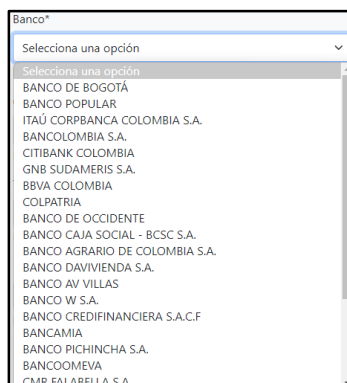 Banco*
Selecciona una opción
Selecciona una opción
BANCO DE BOGOTÁ
BANCO POPULAR
ITAÚ CORPBANCA COLOMBIA S.A.
BANCOLOMBIA S.A.
CITIBANK COLOMBIA
GNB SUDAMERIS S.A.
BBVA COLOMBIA
COLPATRIA
BANCO DE OCCIDENTE
BANCO CAJA SOCIAL - BCSC S.A.
BANCO AGRARIO DE COLOMBIA S.A.
BANCO DAVIVIENDA S.A.
BANCO AV VILLAS
BANCO W S.A.
BANCO CREDIFINANCIERA S.A.C.F
BANCAMIA
BANCO PICHINCHA S.A.
BANCOOMEVA
CMR FALABELLA S.A.